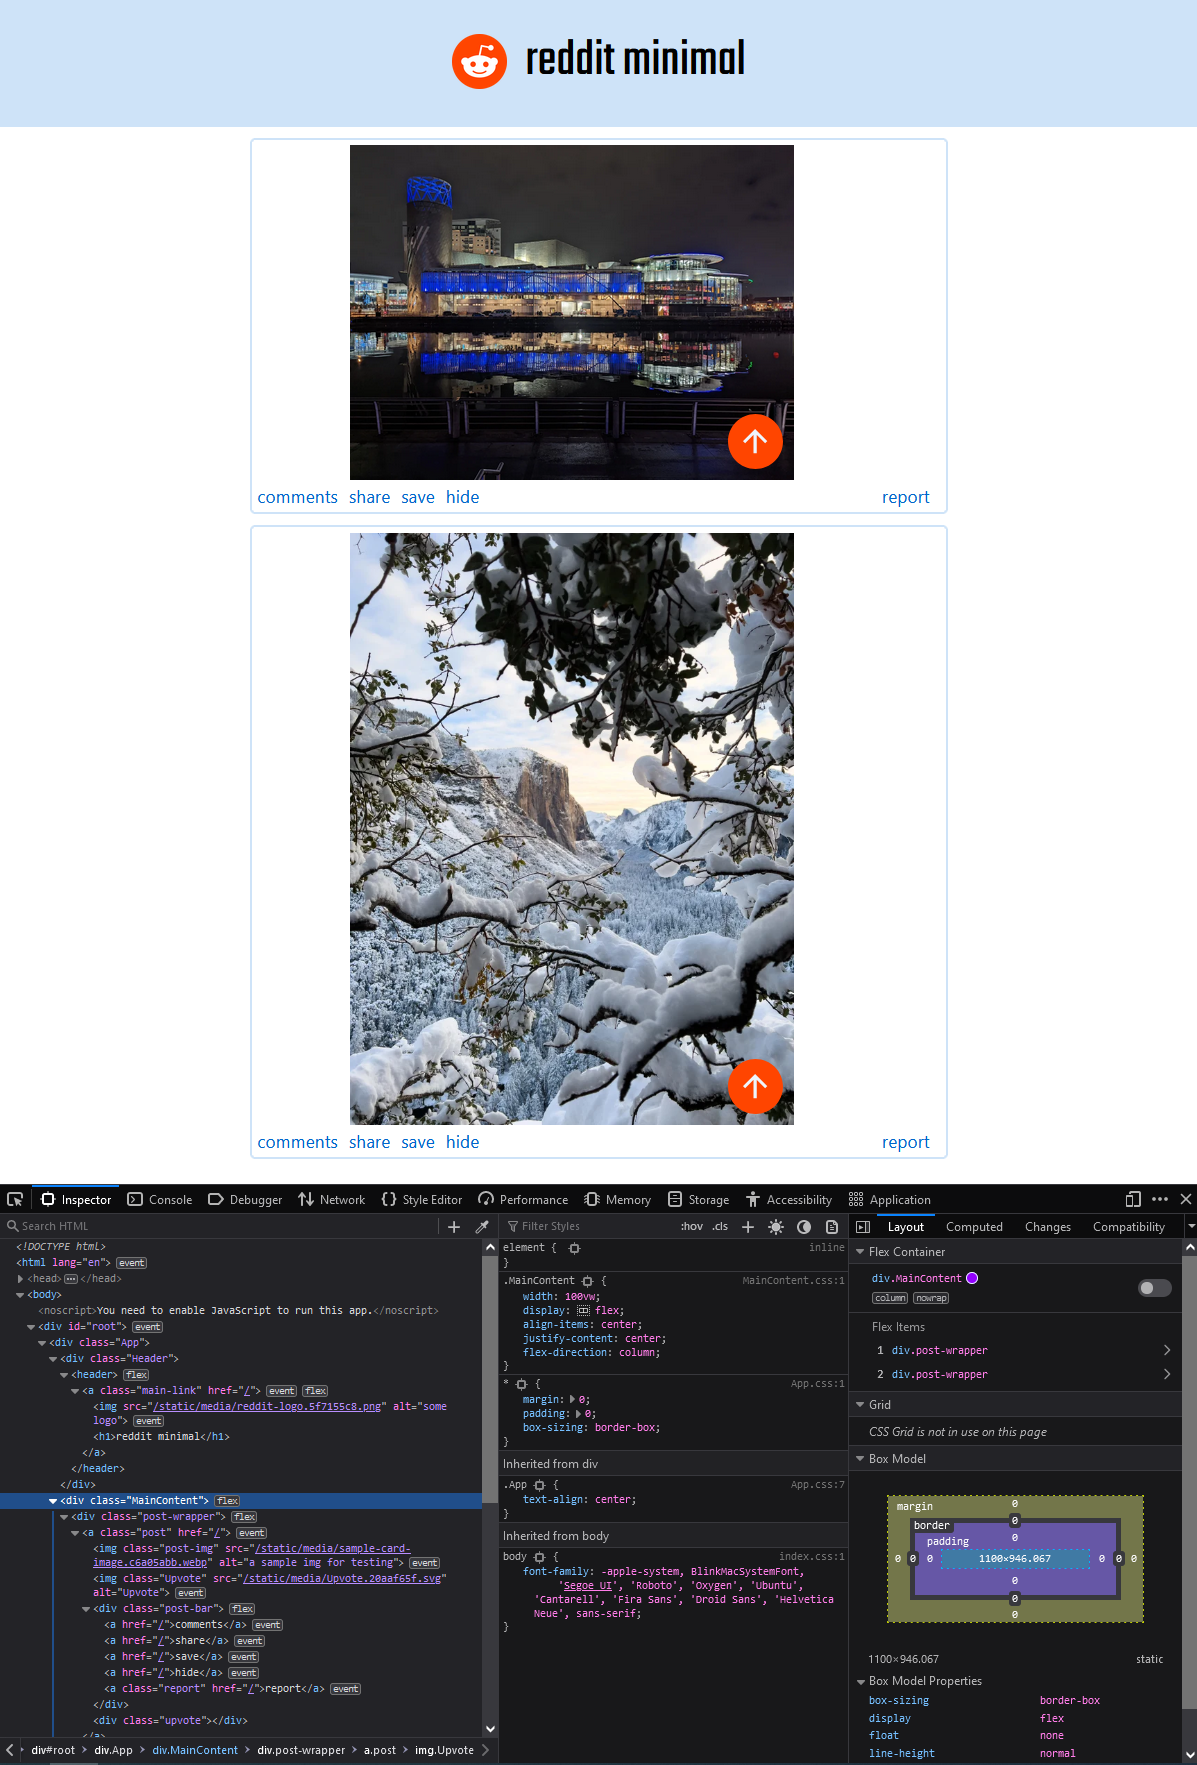 reddit minimal
comments share save hide report
comments share save hide report
Inspector Console Debugger Network Style Editor Performance Memory Storage Accessibility Application
Search HTML
<!DOCTYPE html>
<html lang="en"> event
<head> ... </head>
<body>
<noscript>You need to enable JavaScript to run this app.</noscript>
<div id="root"> event
<div class="App">
<div class="Header">
<header> flex
<a class="main-link" href="/"> event flex
<img src="/static/media/reddit-logo.5f7155c8.png" alt="some
logo"> event
<h1>reddit minimal</h1>
</a>
</header>
</div>
<div class="MainContent"> flex
<div class="post-wrapper"> flex
<a class="post" href="/"> event
<img class="post-img" src="/static/media/sample-card-
image.c6a05abb.webp" alt="a sample img for testing"> event
<img class="Upvote" src="/static/media/Upvote.20aaf65f.svg"
alt="Upvote"> event
<div class="post-bar"> flex
<a href="/">comments</a> event
<a href="/">share</a> event
<a href="/">save</a> event
<a href="/">hide</a> event
<a class="report" href="/">report</a> event
</div>
<div class="upvote"></div>
</a>
div#root > div.App > div.MainContent > div.post-wrapper > a.post > img.Upvote
Filter Styles :hov .cls +
element { inline
}
.MainContent { MainContent.css:1
width: 100vw;
display: flex;
align-items: center;
justify-content: center;
flex-direction: column;
}
* { App.css:1
margin: 0;
padding: 0;
box-sizing: border-box;
}
Inherited from div
.App { App.css:7
text-align: center;
}
Inherited from body
body { index.css:1
font-family: -apple-system, BlinkMacSystemFont,
'Segoe UI', 'Roboto', 'Oxygen', 'Ubuntu',
'Cantarell', 'Fira Sans', 'Droid Sans', 'Helvetica
Neue', sans-serif;
}
Layout Computed Changes Compatibility
Flex Container
div.MainContent
column nowrap
Flex Items
1 div.post-wrapper
2 div.post-wrapper
Grid
CSS Grid is not in use on this page
Box Model
margin 0
border 0
padding 0
0 0 0 1100×946.067 0 0 0
0
0
0
1100×946.067 static
Box Model Properties
box-sizing border-box
display flex
float none
line-height normal